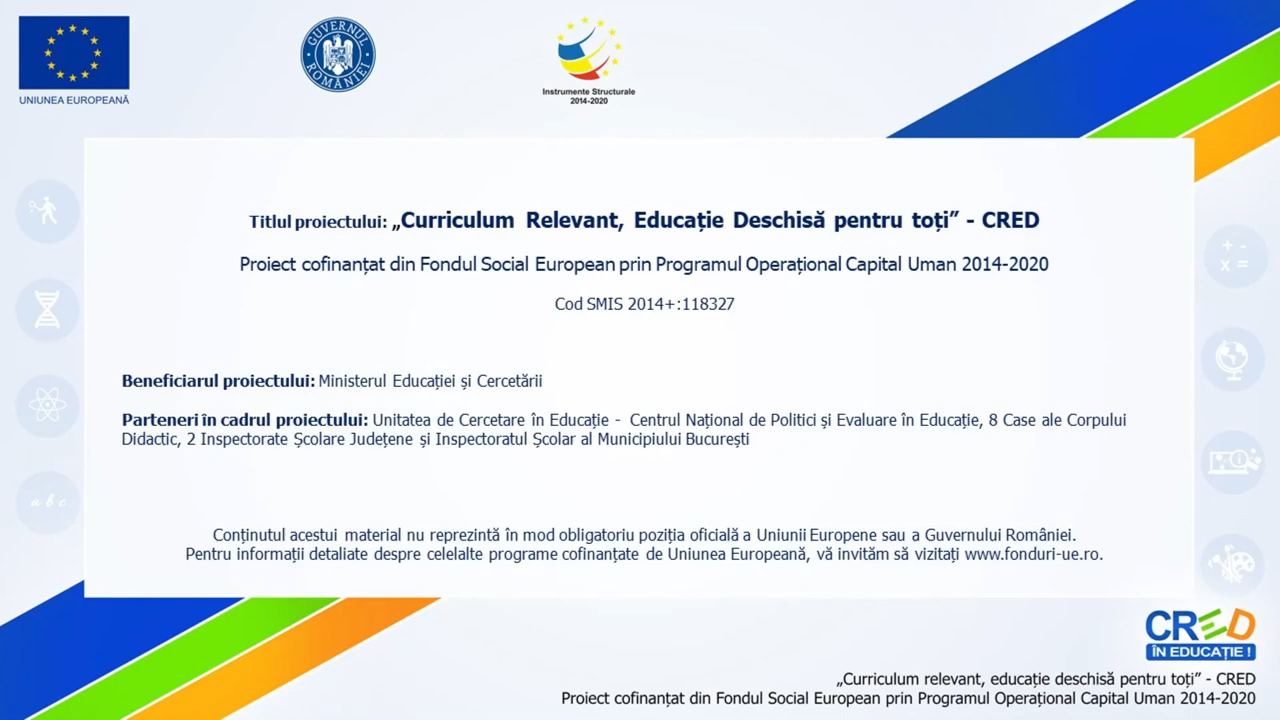 UNIUNEA EUROPEANĂ
GUVERNUL ROMÂNIEI
Instrumente Structurale
2014-2020
Titlul proiectului: „Curriculum Relevant, Educație Deschisă pentru toți” - CRED
Proiect cofinanțat din Fondul Social European prin Programul Operațional Capital Uman 2014-2020
Cod SMIS 2014+:118327
Beneficiarul proiectului: Ministerul Educației și Cercetării
Parteneri în cadrul proiectului: Unitatea de Cercetare în Educație - Centrul Național de Politici și Evaluare în Educație, 8 Case ale Corpului
Didactic, 2 Inspectorate Școlare Județene și Inspectoratul Școlar al Municipiului București
Conținutul acestui material nu reprezintă în mod obligatoriu poziția oficială a Uniunii Europene sau a Guvernului României.
Pentru informații detaliate despre celelalte programe cofinanțate de Uniunea Europeană, vă invităm să vizitați www.fonduri-ue.ro.
+ -
x =
a b c
CRED
ÎN EDUCAȚIE !
„Curriculum relevant, educație deschisă pentru toți” - CRED
Proiect cofinanțat din Fondul Social European prin Programul Operațional Capital Uman 2014-2020